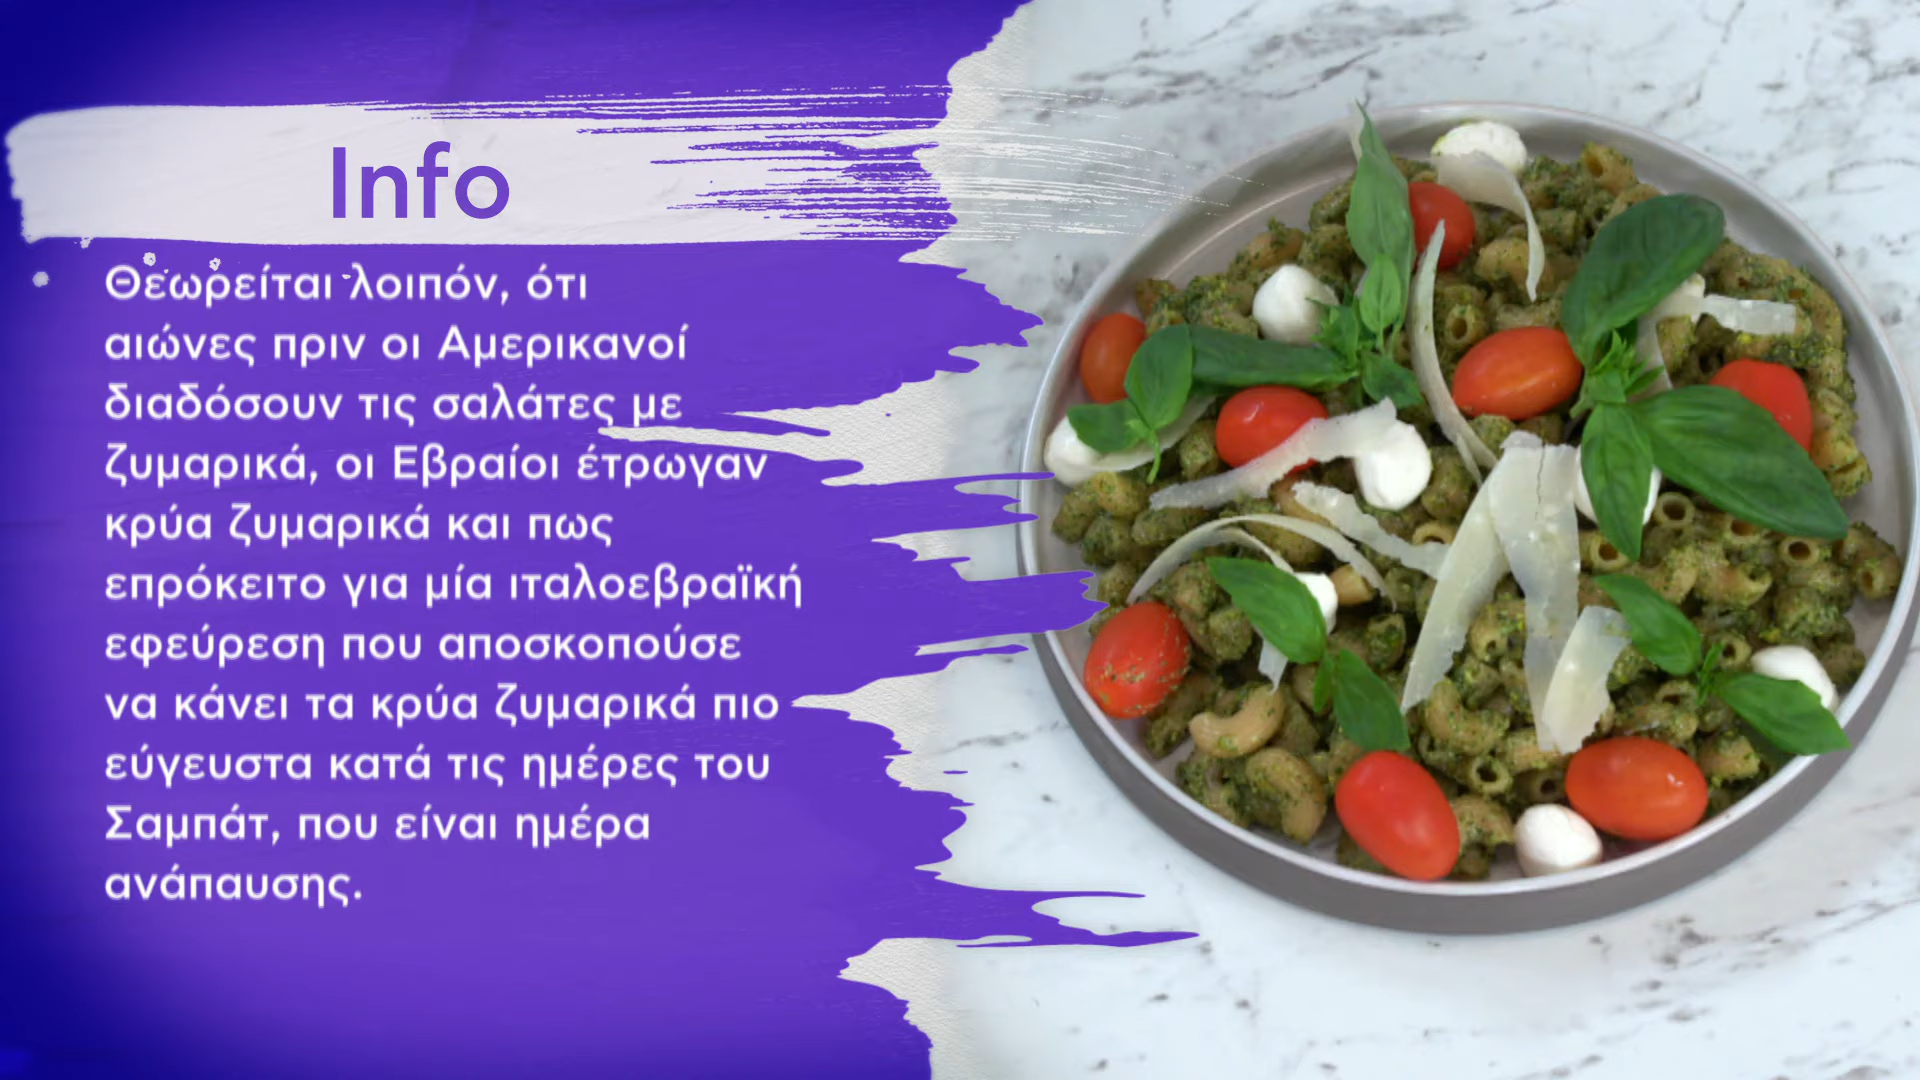 Info
Θεωρείται λοιπόν, ότι
αιώνες πριν οι Αμερικανοί
διαδόσουν τις σαλάτες με
ζυμαρικά, οι Εβραίοι έτρωγαν
κρύα ζυμαρικά και πως
επρόκειτο για μία ιταλοεβραϊκή
εφεύρεση που αποσκοπούσε
να κάνει τα κρύα ζυμαρικά πιο
εύγευστα κατά τις ημέρες του
Σαμπάτ, που είναι ημέρα
ανάπαυσης.